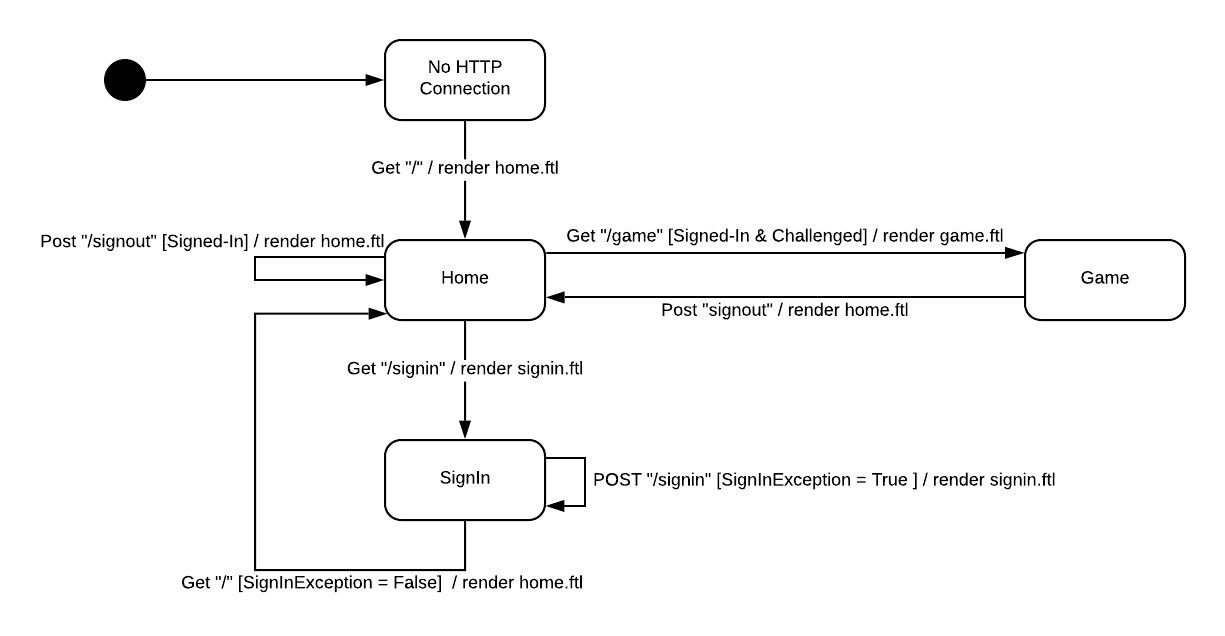 No HTTP
Connection
Get "/" / render home.ftl
Post "/signout" [Signed-In] / render home.ftl
Get "/game" [Signed-In & Challenged] / render game.ftl
Home
Game
Post "signout" / render home.ftl
Get "/signin" / render signin.ftl
SignIn
POST "/signin" [SignInException = True ] / render signin.ftl
Get "/" [SignInException = False]  / render home.ftl